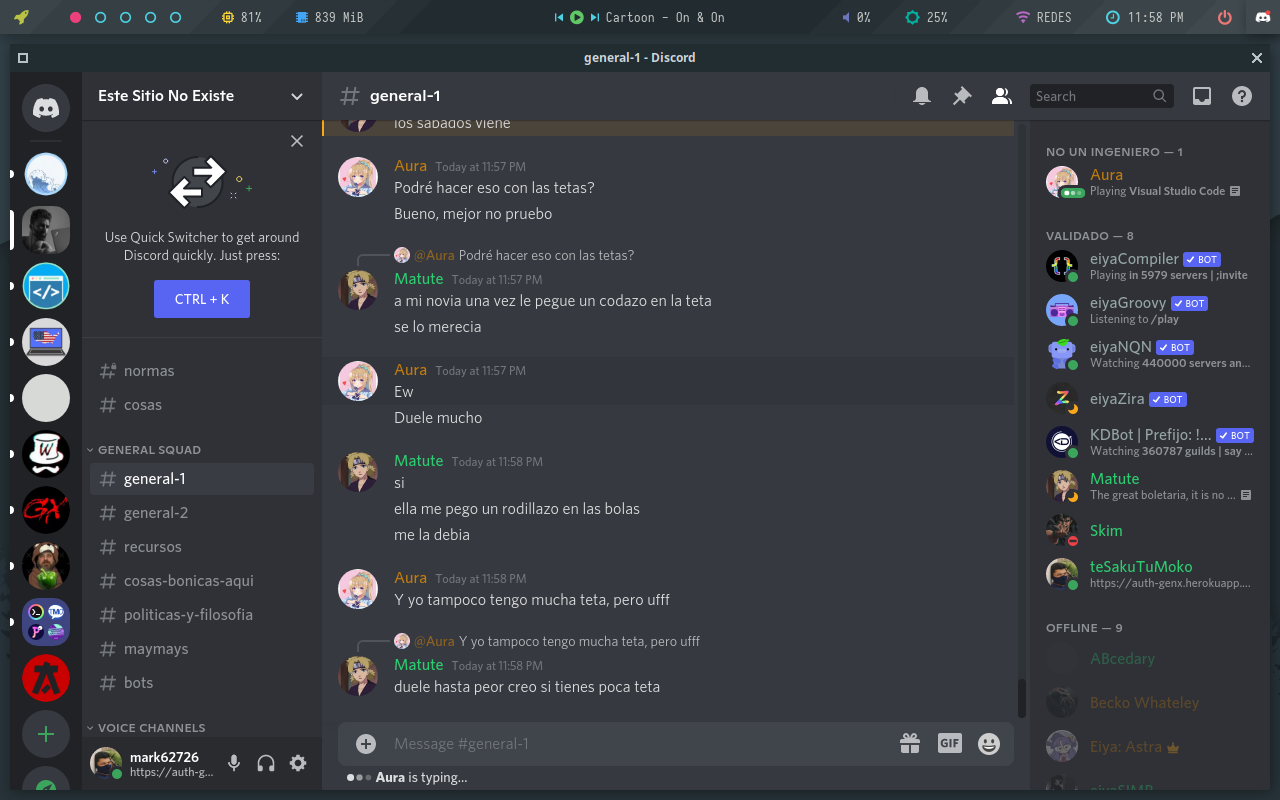 81%
839 MiB
Cartoon – On & On
0%
25%
REDES
11:58 PM
general-1 - Discord
Este Sitio No Existe
Use Quick Switcher to get around
Discord quickly. Just press:
CTRL + K
normas
cosas
GENERAL SQUAD
general-1
general-2
recursos
cosas-bonicas-aqui
politicas-y-filosofia
maymays
bots
VOICE CHANNELS
mark62726
https://auth-g...
general-1
Search
los sabados viene
Aura Today at 11:57 PM
Podré hacer eso con las tetas?
Bueno, mejor no pruebo
@Aura Podré hacer eso con las tetas?
Matute Today at 11:57 PM
a mi novia una vez le pegue un codazo en la teta
se lo merecia
Aura Today at 11:57 PM
Ew
Duele mucho
Matute Today at 11:58 PM
si
ella me pego un rodillazo en las bolas
me la debia
Aura Today at 11:58 PM
Y yo tampoco tengo mucha teta, pero ufff
@Aura Y yo tampoco tengo mucha teta, pero ufff
Matute Today at 11:58 PM
duele hasta peor creo si tienes poca teta
Message #general-1
GIF
Aura is typing...
NO UN INGENIERO — 1
Aura
Playing Visual Studio Code
VALIDADO — 8
eiyaCompiler BOT
Playing in 5979 servers | ;invite
eiyaGroovy BOT
Listening to /play
eiyaNQN BOT
Watching 440000 servers an...
eiyaZira BOT
KDBot | Prefijo: !... BOT
Watching 360787 guilds | say ...
Matute
The great boletaria, it is no ...
Skim
teSakuTuMoko
https://auth-genx.herokuapp....
OFFLINE — 9
ABcedary
Becko Whateley
Eiya: Astra
eiyaSIMP